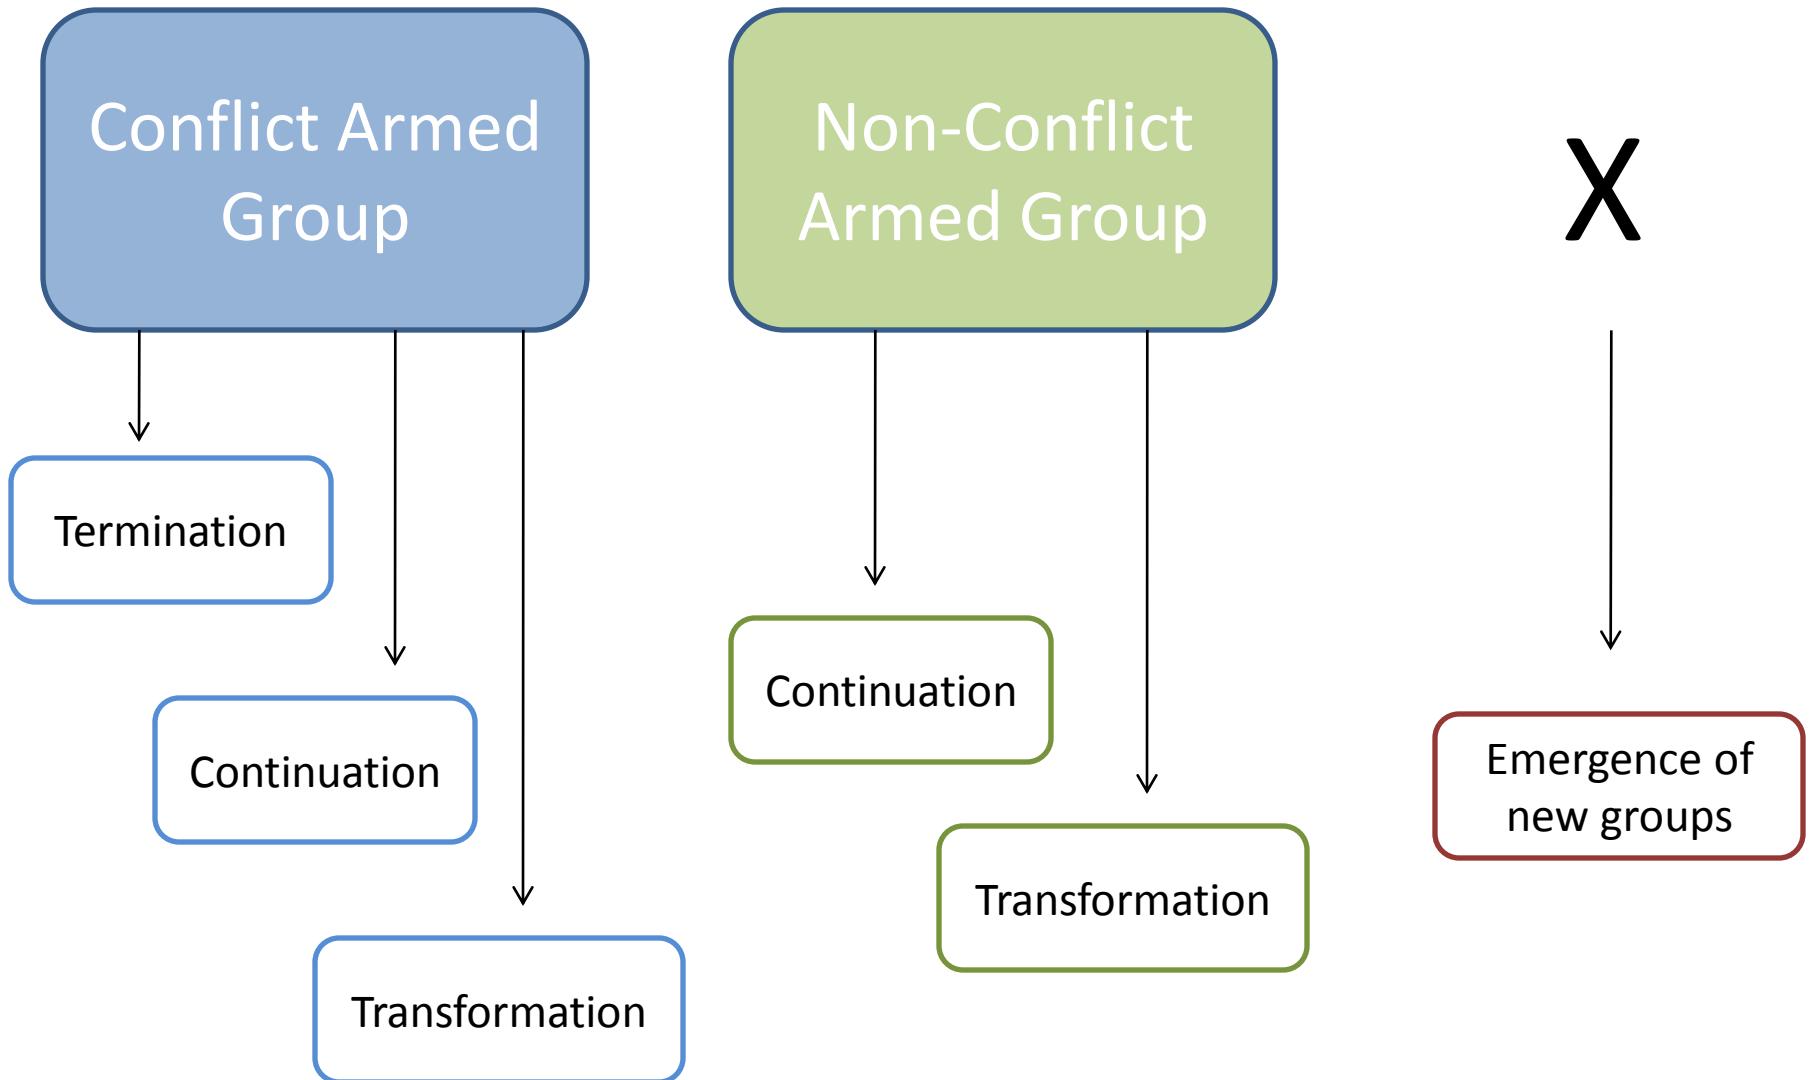 Conflict Armed
Group
Non-Conflict
Armed Group
X
Termination
Continuation
Transformation
Continuation
Transformation
Emergence of
new groups